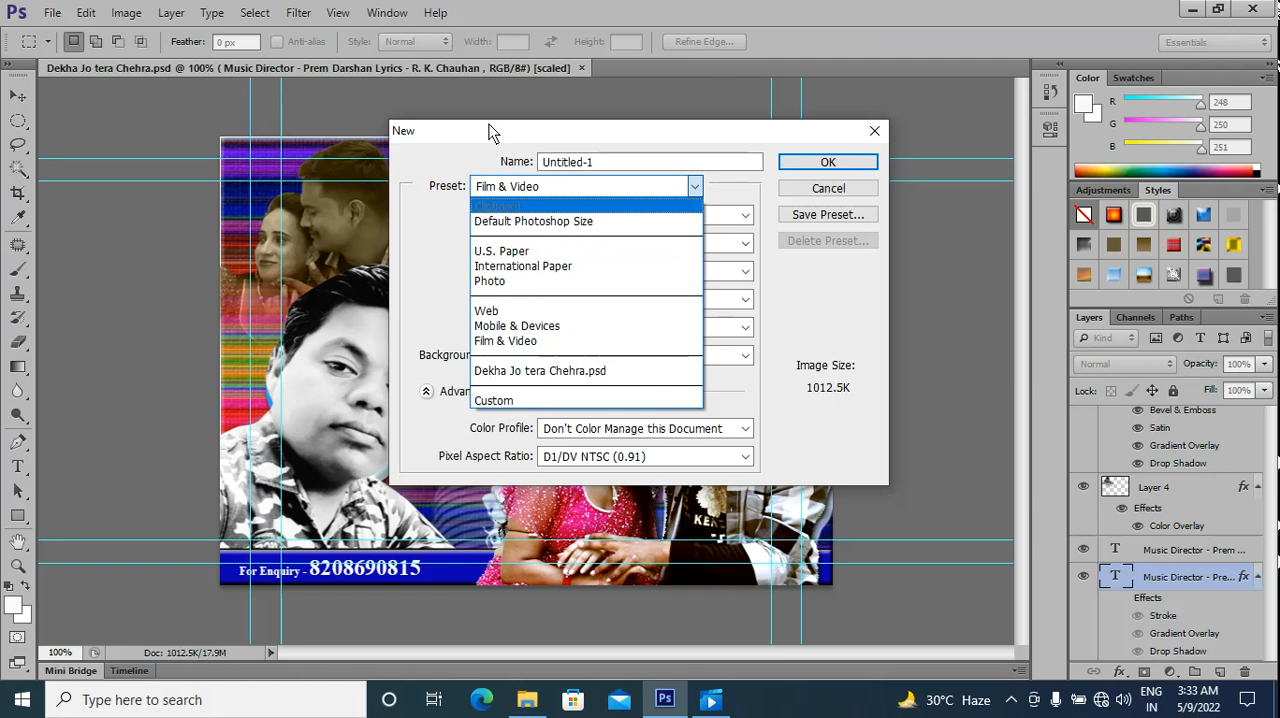 Ps File Edit Image Layer Type Select Filter View Window Help
Feather: 0 px Anti-alias Style: Normal Width: Height: Refine Edge... Essentials
Dekha Jo tera Chehra.psd @ 100% ( Music Director - Prem Darshan Lyrics - R. K. Chauhan , RGB/8#) [scaled]
New
Name: Untitled-1
Preset: Film & Video
Clipboard
Default Photoshop Size
U.S. Paper
International Paper
Photo
Web
Mobile & Devices
Film & Video
Dekha Jo tera Chehra.psd
Custom
Color Profile: Don't Color Manage this Document
Pixel Aspect Ratio: D1/DV NTSC (0.91)
OK
Cancel
Save Preset...
Delete Preset...
Image Size:
1012.5K
For Enquiry - 8208690815
Color Swatches
R 248
G 250
B 251
Adjustments Styles
Layers Channels Paths
Kind
Normal Opacity: 100%
Lock: Fill: 100%
Bevel & Emboss
Satin
Gradient Overlay
Drop Shadow
Layer 4 fx
Effects
Color Overlay
T Music Director - Prem ...
T Music Director - Pre... fx
Effects
Stroke
Gradient Overlay
Drop Shadow
100% Doc: 1012.5K/17.9M
Mini Bridge Timeline
Type here to search
Ps
30°C Haze
ENG
IN
3:33 AM
5/9/2022